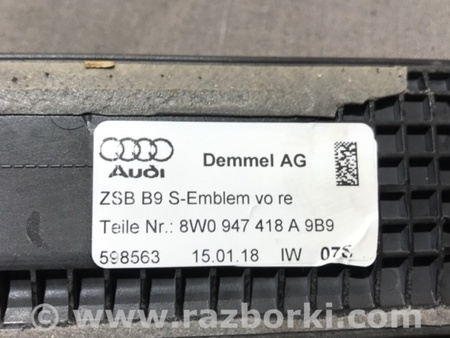 Audi
Demmel AG
ZSB B9 S-Emblem vo re
Teile Nr.: 8W0 947 418 A 9B9
598563 15.01.18 IW 07S
© www.razborki.com